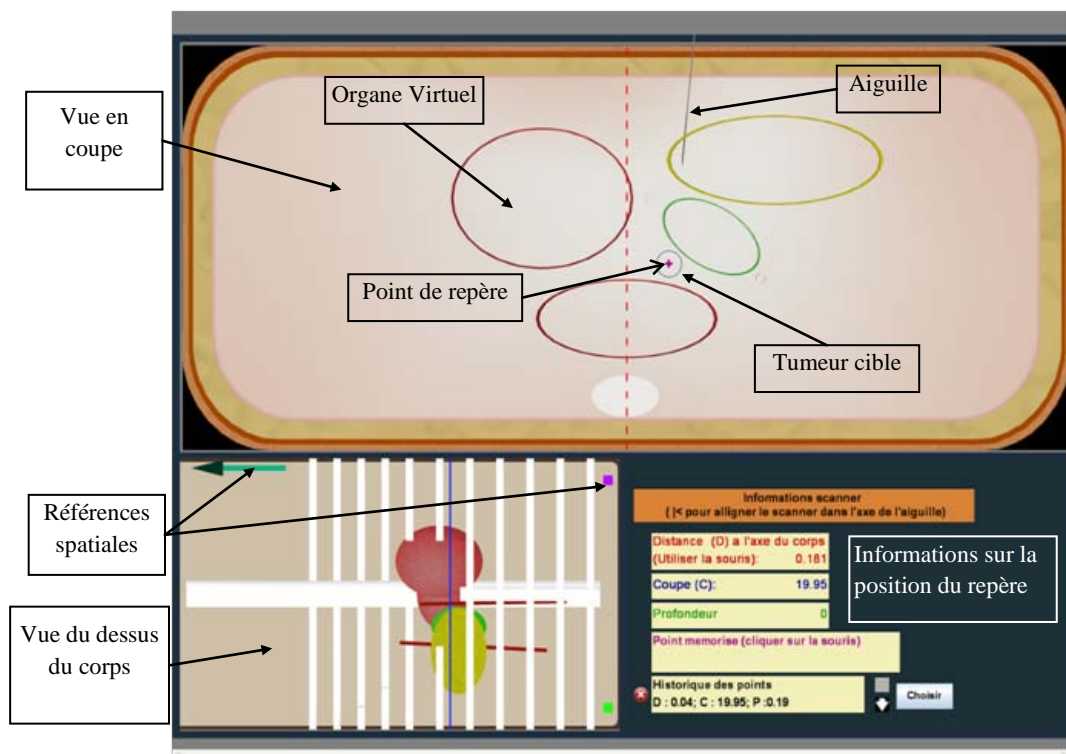 Organe Virtuel
Aiguille
Vue en
coupe
Point de repère
Tumeur cible
Références
spatiales
Vue du dessus
du corps
Informations scanner
( |< pour alligner le scanner dans l'axe de l'aiguille)
Distance (D) a l'axe du corps
(Utiliser la souris): 0.181
Coupe (C): 19.95
Profondeur 0
Point memorise (cliquer sur la souris)
Historique des points
D : 0.04; C : 19.95; P :0.19
Choisir
Informations sur la
position du repère